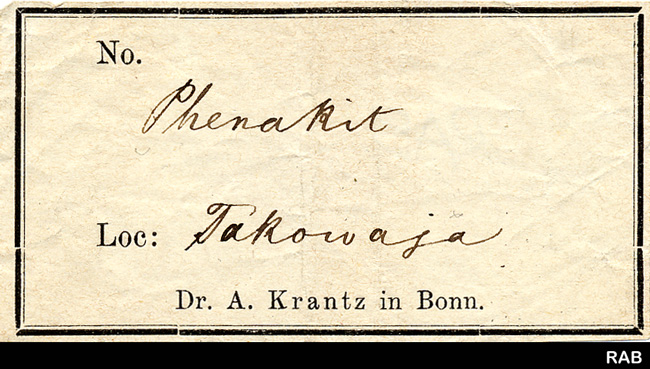 No.
Phenakit
Loc: Takowaja
Dr. A. Krantz in Bonn.
RAB